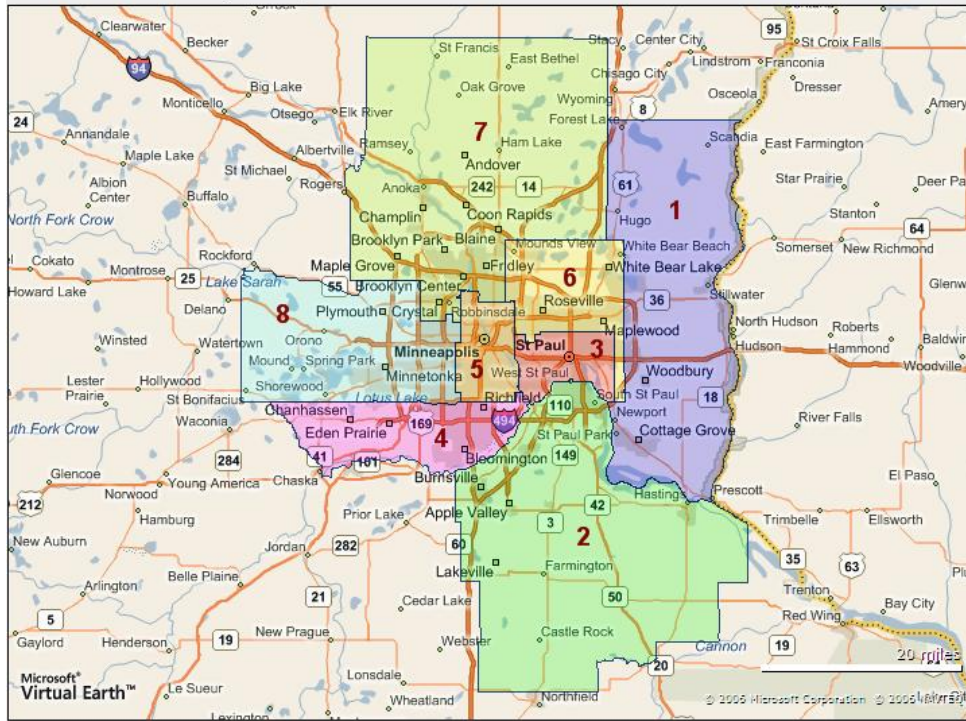 Clearwater
Becker
94
Monticello
Big Lake
Otsego
Elk River
24
Annandale
Maple Lake
Albertville
St Michael
Albion
Center
Buffalo
Rogers
North Fork Crow
Cokato
Montrose
Rockford
25
Howard Lake
Delano
Lake Sarah
55
St Francis
East Bethel
Oak Grove
7
Ramsey
Ham Lake
Andover
Anoka
242
14
Champlin
Coon Rapids
Brooklyn Park
Blaine
Mounds View
Maple Grove
Fridley
Brooklyn Center
Stacy
Center City
Lindstrom
Chisago City
Wyoming
Forest Lake
8
95
St Croix Falls
Franconia
Dresser
Osceola
Amery
Scandia
East Farmington
61
1
Star Prairie
Deer Pa
Hugo
Stanton
64
White Bear Beach
Somerset
New Richmond
6
White Bear Lake
Roseville
36
Stillwater
Glenw
8
Plymouth
Crystal
Robbinsdale
Maplewood
North Hudson
Roberts
Baldwin
Hudson
Hammond
Woodville
Winsted
Watertown
Orono
Mound
Spring Park
Minneapolis
St Paul
3
5
Minnetonka
West St Paul
Woodbury
Lester
Prairie
Hollywood
Shorewood
Lotus Lake
Richfield
South St Paul
18
St Bonifacius
Waconia
Chanhassen
169
494
110
Newport
River Falls
South Fork Crow
Eden Prairie
4
St Paul Park
Cottage Grove
284
41
101
Bloomington
149
Glencoe
Young America
Chaska
Burnsville
El Paso
Norwood
Hastings
Prescott
212
Hamburg
Prior Lake
Apple Valley
42
Trimbelle
Ellsworth
New Auburn
Jordan
282
60
3
2
35
63
Lakeville
Farmington
Belle Plaine
Trenton
Arlington
21
Cedar Lake
50
Bay City
5
Red Wing
Gaylord
Henderson
19
New Prague
Webster
Castle Rock
Cannon
19
20
20 miles
Lonsdale
Microsoft®
Virtual Earth™
Le Sueur
Wheatland
Northfield
Lexington
© 2006 Microsoft Corporation © 2006 NAVTEQ